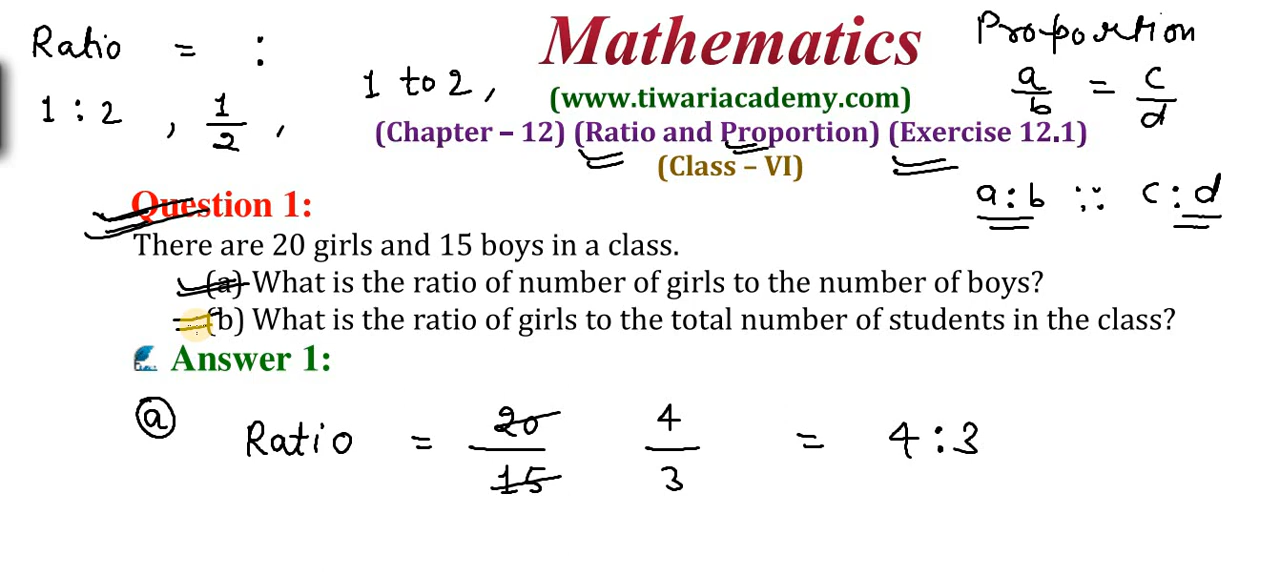 Ratio = :
1 : 2 , 1/2 , 1 to 2 ,
Mathematics
(www.tiwariacademy.com)
(Chapter – 12) (Ratio and Proportion) (Exercise 12.1)
(Class – VI)
Proportion
a/b = c/d
a : b :: c : d
Question 1:
There are 20 girls and 15 boys in a class.
(a) What is the ratio of number of girls to the number of boys?
(b) What is the ratio of girls to the total number of students in the class?
Answer 1:
(a) Ratio = 20/15 4/3 = 4 : 3